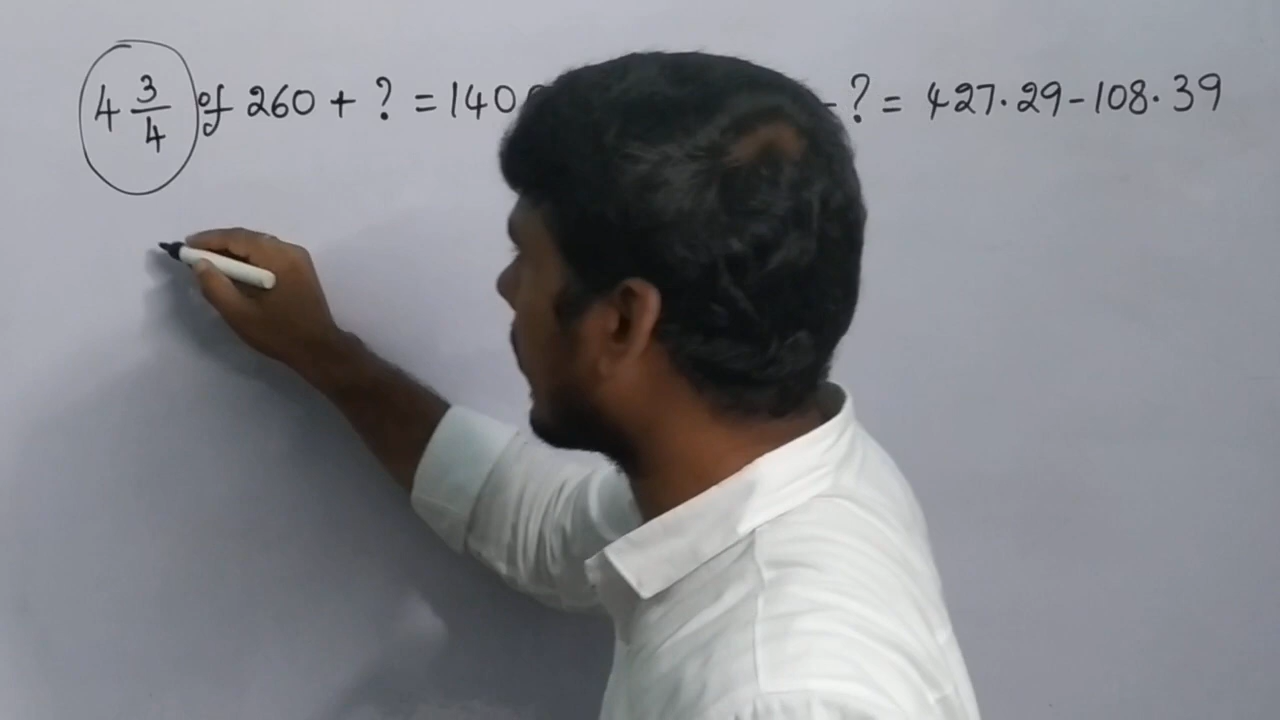 4 3/4 of 260 + ? = 140 - ? = 427.29 - 108.39